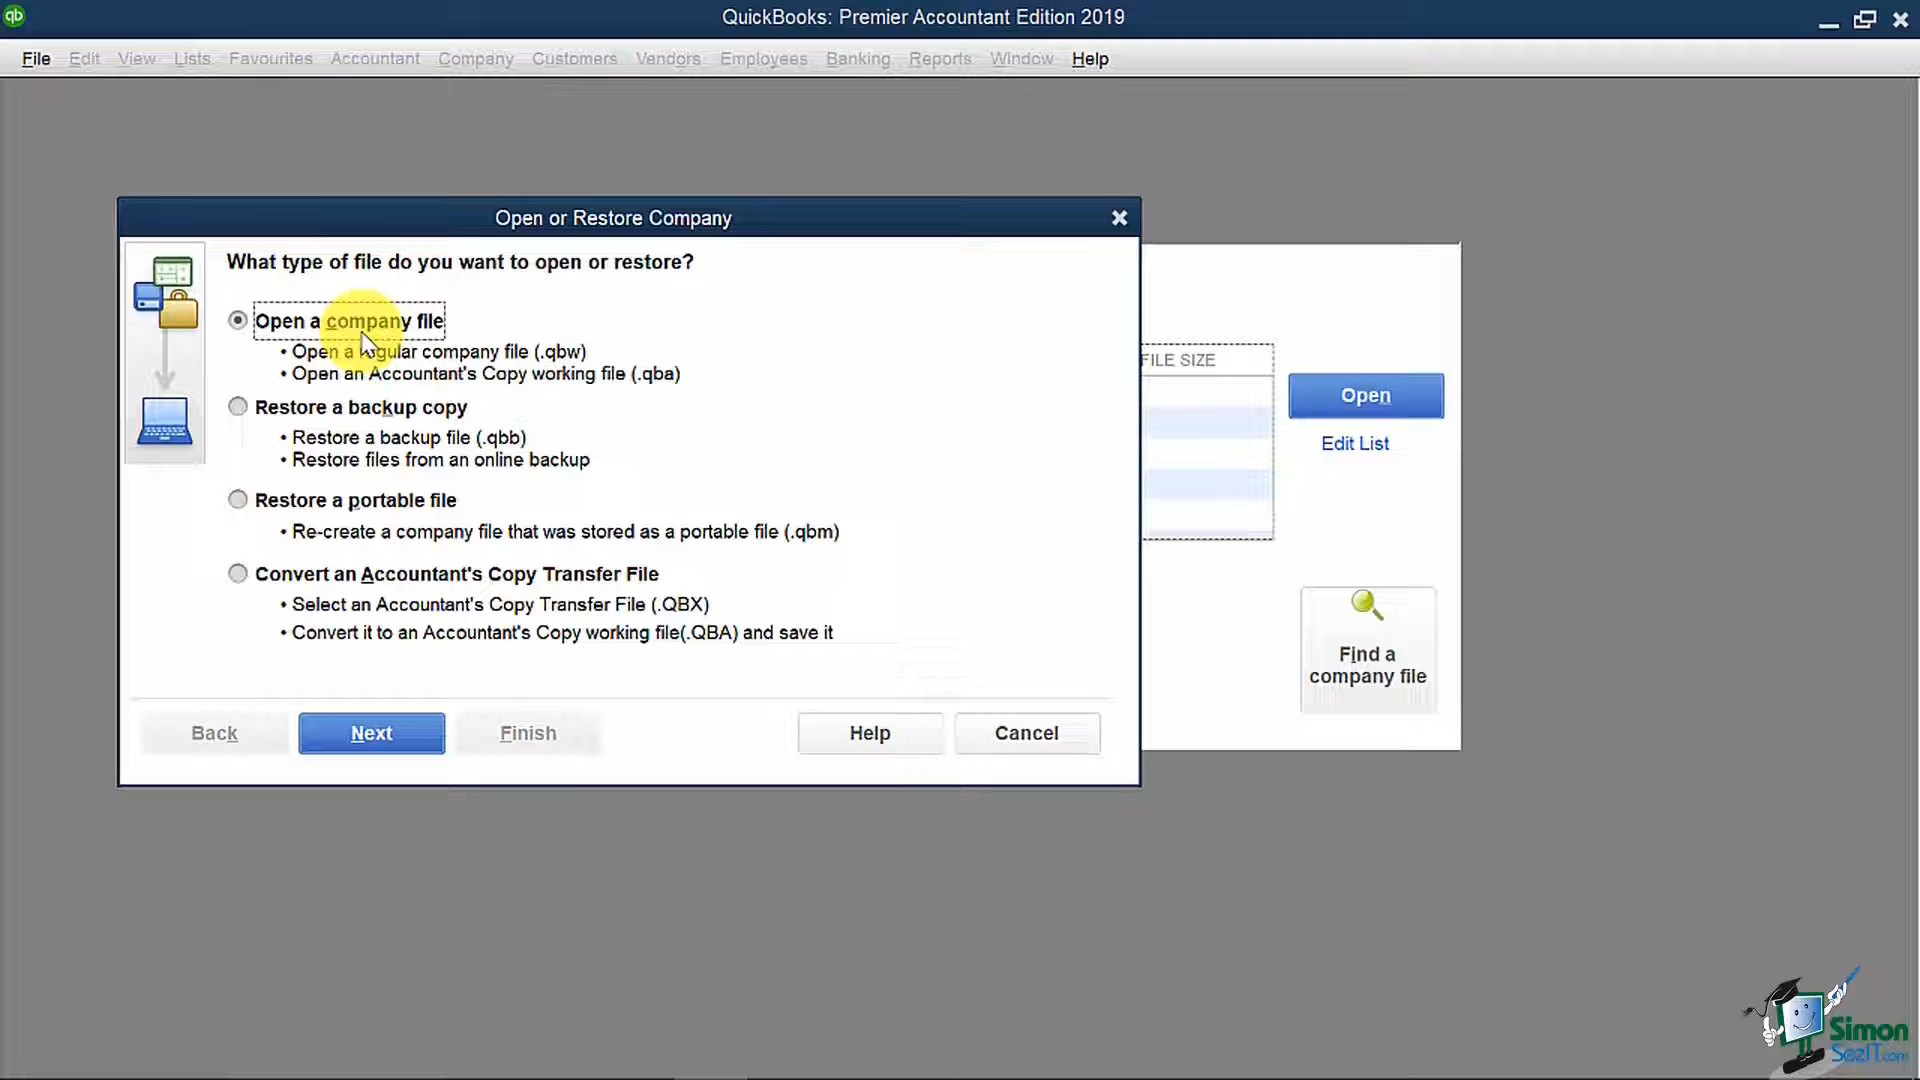 qb
QuickBooks: Premier Accountant Edition 2019
File Edit View Lists Favourites Accountant Company Customers Vendors Employees Banking Reports Window Help
Open or Restore Company
What type of file do you want to open or restore?
Open a company file
• Open a regular company file (.qbw)
• Open an Accountant's Copy working file (.qba)
Restore a backup copy
• Restore a backup file (.qbb)
• Restore files from an online backup
Restore a portable file
• Re-create a company file that was stored as a portable file (.qbm)
Convert an Accountant's Copy Transfer File
• Select an Accountant's Copy Transfer File (.QBX)
• Convert it to an Accountant's Copy working file(.QBA) and save it
Back Next Finish Help Cancel
FILE SIZE
Open
Edit List
Find a
company file
Simon
SezIT.com